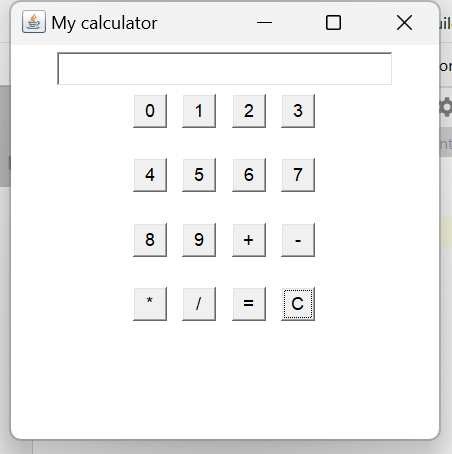 My calculator
0 1 2 3
4 5 6 7
8 9 + -
* / = C